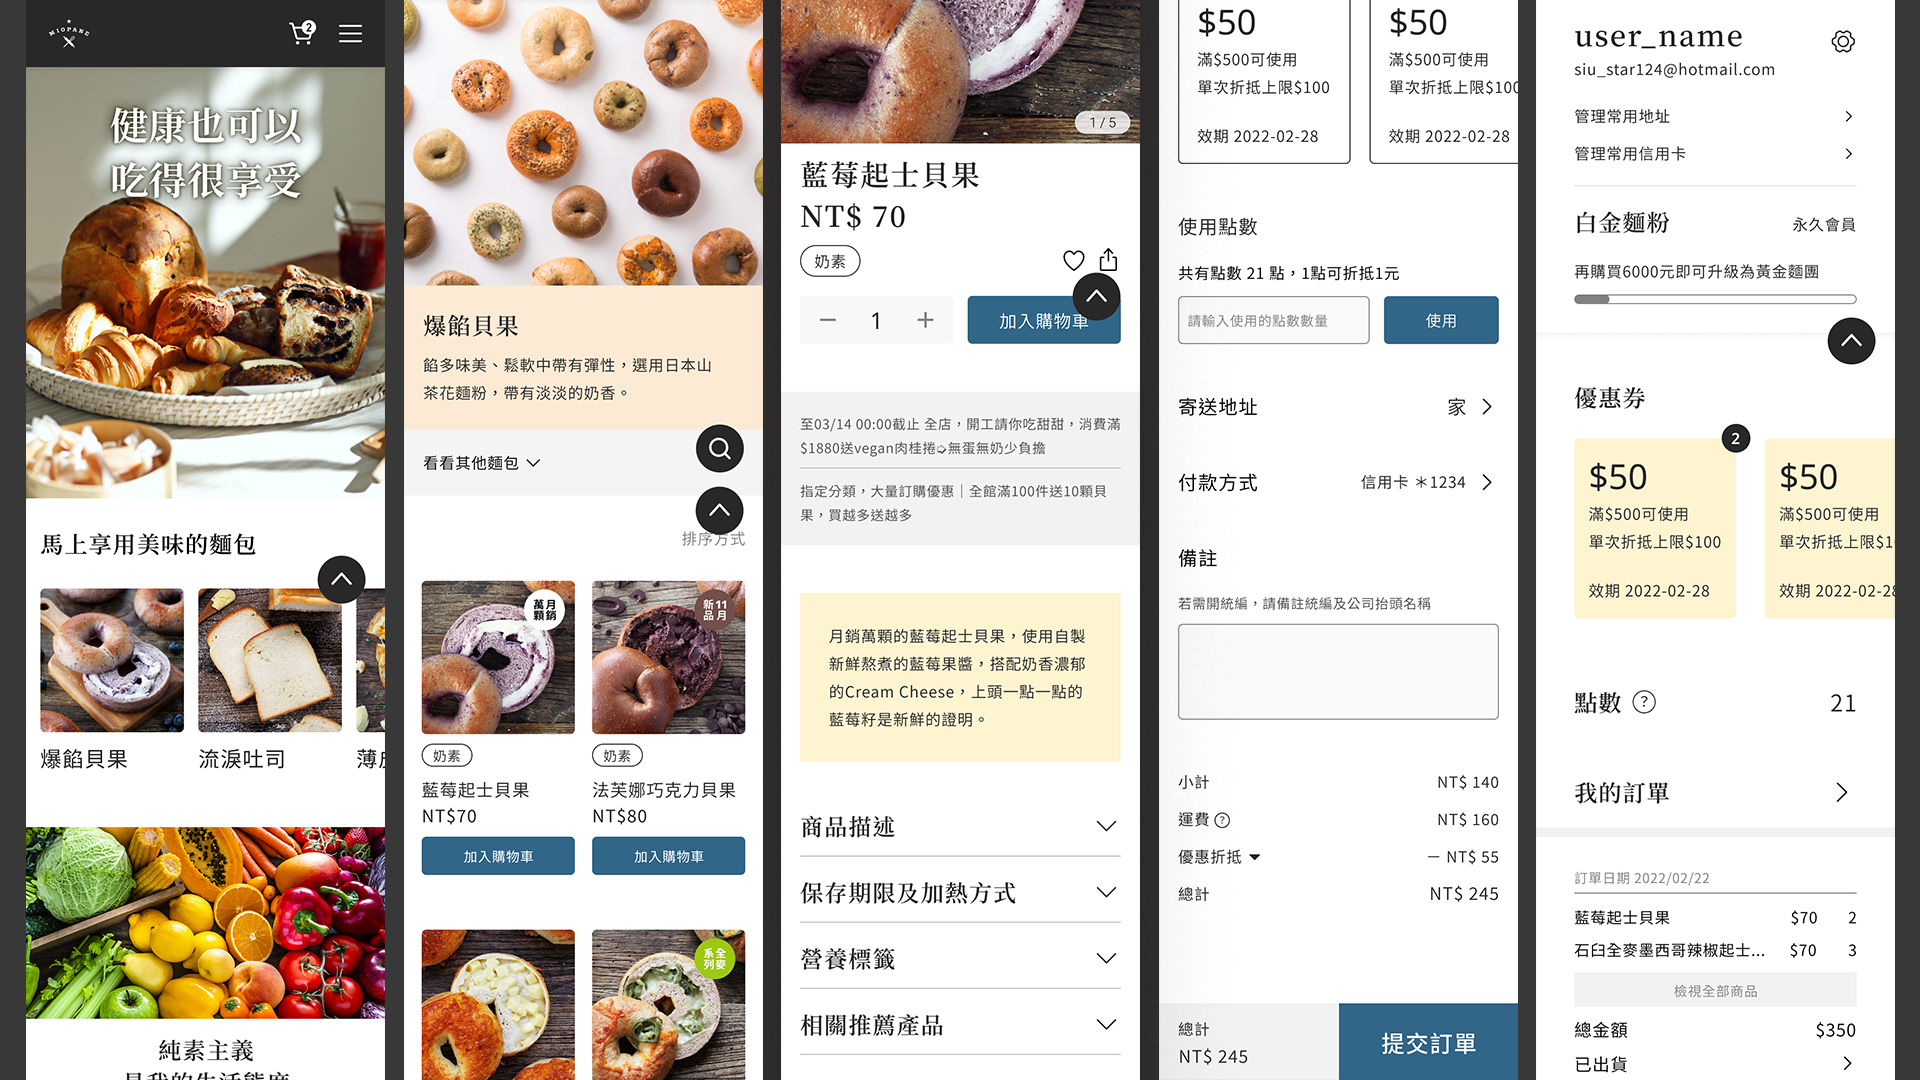 MIOPANE
2
健康也可以
吃得很享受
馬上享用美味的麵包
爆餡貝果
流淚吐司
薄皮
純素主義
是我的生活態度
爆餡貝果
餡多味美、鬆軟中帶有彈性，選用日本山
茶花麵粉，帶有淡淡的奶香。
看看其他麵包
排序方式
萬月
顆銷
奶素
藍莓起士貝果
NT$70
加入購物車
新11
品月
奶素
法芙娜巧克力貝果
NT$80
加入購物車
系全
列麥
1 / 5
藍莓起士貝果
NT$ 70
奶素
1
加入購物車
至03/14 00:00截止 全店，開工請你吃甜甜，消費滿
$1880送vegan肉桂捲➭無蛋無奶少負擔
指定分類，大量訂購優惠｜全館滿100件送10顆貝
果，買越多送越多
月銷萬顆的藍莓起士貝果，使用自製
新鮮熬煮的藍莓果醬，搭配奶香濃郁
的Cream Cheese，上頭一點一點的
藍莓籽是新鮮的證明。
商品描述
保存期限及加熱方式
營養標籤
相關推薦產品
$50
滿$500可使用
單次折抵上限$100
效期 2022-02-28
$50
滿$500可使用
單次折抵上限$100
效期 2022-02-28
使用點數
共有點數 21 點，1點可折抵1元
請輸入使用的點數數量
使用
寄送地址 家
付款方式 信用卡 ＊1234
備註
若需開統編，請備註統編及公司抬頭名稱
小計 NT$ 140
運費 ? NT$ 160
優惠折抵 － NT$ 55
總計 NT$ 245
總計
NT$ 245
提交訂單
user_name
siu_star124@hotmail.com
管理常用地址
管理常用信用卡
白金麵粉 永久會員
再購買6000元即可升級為黃金麵團
優惠券
2
$50
滿$500可使用
單次折抵上限$100
效期 2022-02-28
$50
滿$500可使用
單次折抵上限$1
效期 2022-02-28
點數 ? 21
我的訂單
訂單日期 2022/02/22
藍莓起士貝果 $70 2
石臼全麥墨西哥辣椒起士... $70 3
檢視全部商品
總金額 $350
已出貨